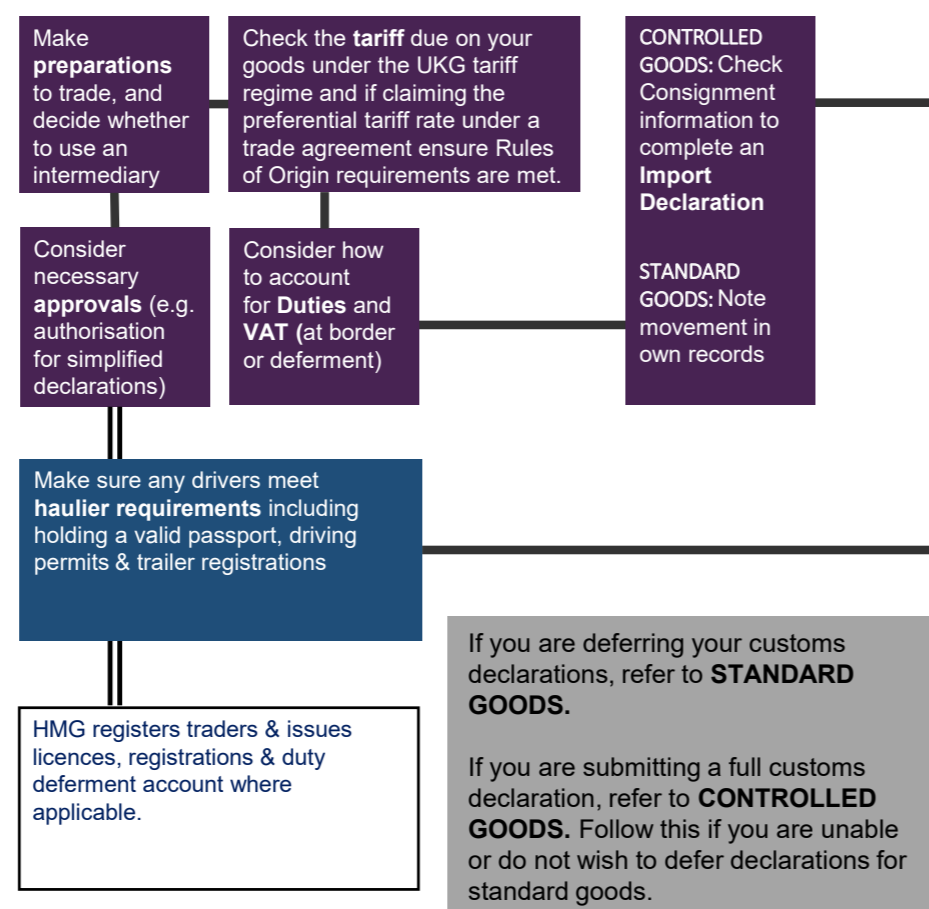 Make
preparations
to trade, and
decide whether
to use an
intermediary
Check the tariff due on your
goods under the UKG tariff
regime and if claiming the
preferential tariff rate under a
trade agreement ensure Rules
of Origin requirements are met.
CONTROLLED
GOODS: Check
Consignment
information to
complete an
Import
Declaration
STANDARD
GOODS: Note
movement in
own records
Consider
necessary
approvals (e.g.
authorisation
for simplified
declarations)
Consider how
to account
for Duties and
VAT (at border
or deferment)
Make sure any drivers meet
haulier requirements including
holding a valid passport, driving
permits & trailer registrations
HMG registers traders & issues
licences, registrations & duty
deferment account where
applicable.
If you are deferring your customs
declarations, refer to STANDARD
GOODS.
If you are submitting a full customs
declaration, refer to CONTROLLED
GOODS. Follow this if you are unable
or do not wish to defer declarations for
standard goods.